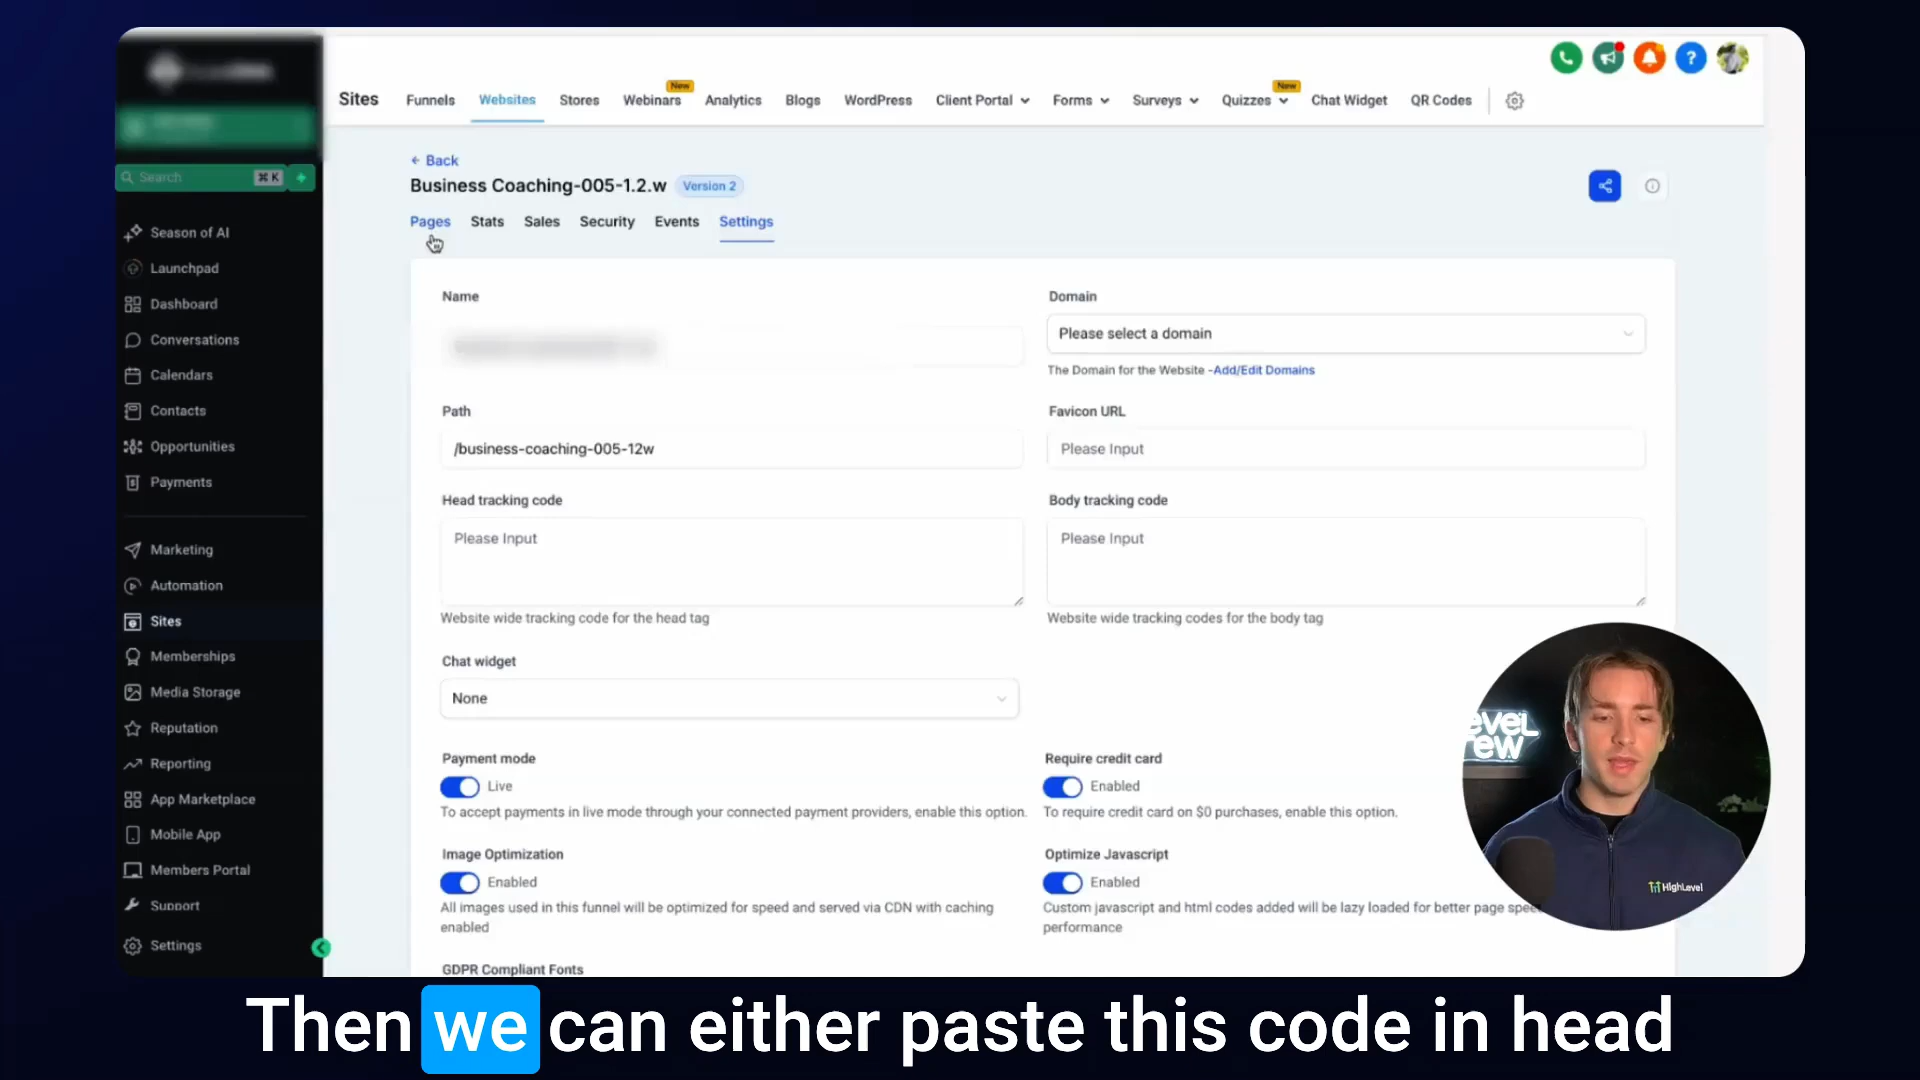 Sites
Funnels
Websites
Stores
New
Webinars
Analytics
Blogs
WordPress
Client Portal
Forms
Surveys
New
Quizzes
Chat Widget
QR Codes
?
Search
⌘ K
Season of AI
Launchpad
Dashboard
Conversations
Calendars
Contacts
Opportunities
Payments
Marketing
Automation
Sites
Memberships
Media Storage
Reputation
Reporting
App Marketplace
Mobile App
Members Portal
Support
Settings
← Back
Business Coaching-005-1.2.w
Version 2
Pages
Stats
Sales
Security
Events
Settings
Name
Domain
Please select a domain
The Domain for the Website -Add/Edit Domains
Path
/business-coaching-005-12w
Favicon URL
Please Input
Head tracking code
Please Input
Website wide tracking code for the head tag
Body tracking code
Please Input
Website wide tracking codes for the body tag
Chat widget
None
Payment mode
Live
To accept payments in live mode through your connected payment providers, enable this option.
Require credit card
Enabled
To require credit card on $0 purchases, enable this option.
Image Optimization
Enabled
All images used in this funnel will be optimized for speed and served via CDN with caching
enabled
Optimize Javascript
Enabled
Custom javascript and html codes added will be lazy loaded for better page
performance
GDPR Compliant Fonts
HighLevel
Then we can either paste this code in head